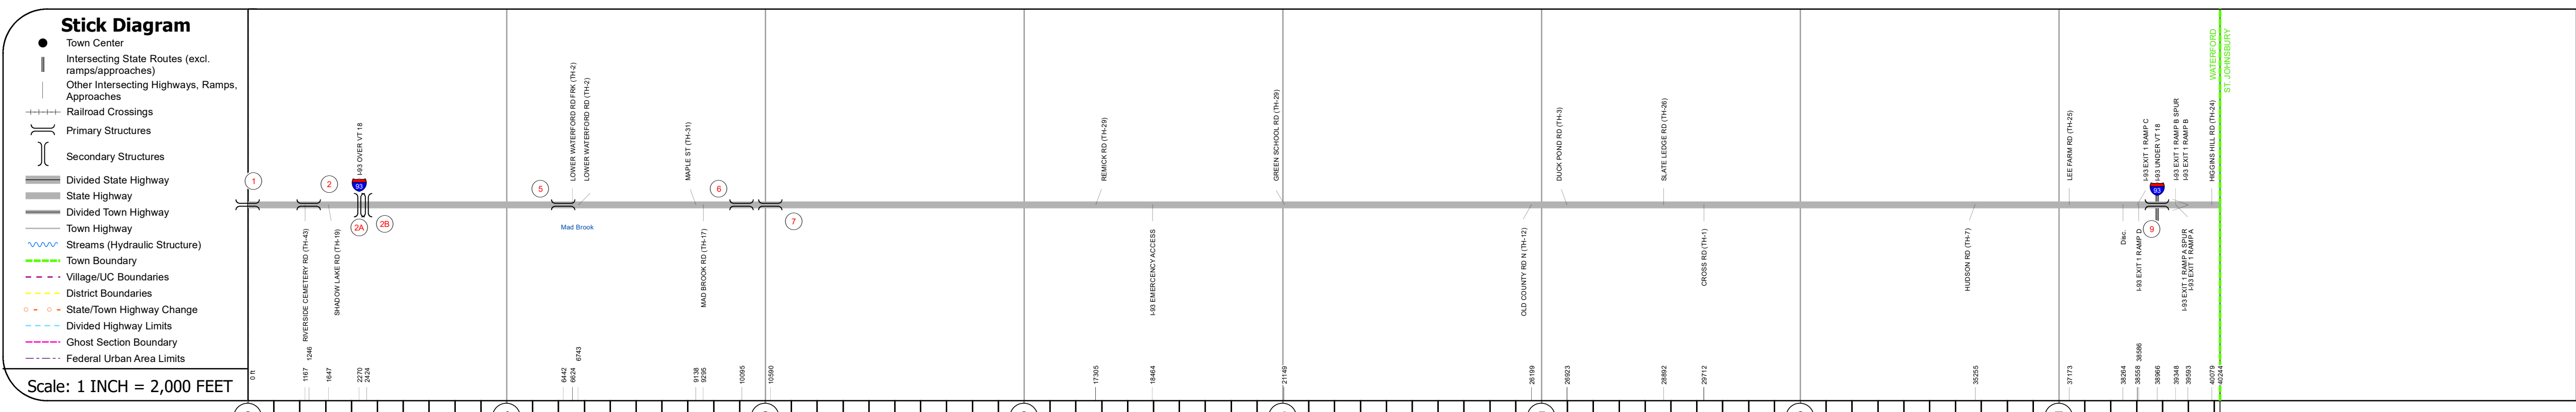 Stick Diagram
Town Center
Intersecting State Routes (excl.
ramps/approaches)
Other Intersecting Highways, Ramps,
Approaches
Railroad Crossings
Primary Structures
Secondary Structures
Divided State Highway
State Highway
Divided Town Highway
Town Highway
Streams (Hydraulic Structure)
Town Boundary
Village/UC Boundaries
District Boundaries
State/Town Highway Change
Divided Highway Limits
Ghost Section Boundary
Federal Urban Area Limits
Scale: 1 INCH = 2,000 FEET
1
RIVERSIDE CEMETERY RD (TH-43)
2
SHADOW LAKE RD (TH-19)
I-93 OVER VT 18
93
2A
2B
5
LOWER WATERFORD RD FRK (TH-2)
LOWER WATERFORD RD (TH-2)
Mad Brook
MAPLE ST (TH-31)
MAD BROOK RD (TH-17)
6
7
REMICK RD (TH-29)
I-93 EMERCENCY ACCESS
GREEN SCHOOL RD (TH-29)
OLD COUNTY RD N (TH-12)
DUCK POND RD (TH-3)
SLATE LEDGE RD (TH-26)
CROSS RD (TH-1)
HUDSON RD (TH-7)
LEE FARM RD (TH-25)
Disc.
I-93 EXIT 1 RAMP D
I-93 EXIT 1 RAMP C
I-93 UNDER VT 18
93
9
I-93 EXIT 1 RAMP B SPUR
I-93 EXIT 1 RAMP B
I-93 EXIT 1 RAMP A SPUR
I-93 EXIT 1 RAMP A
HIGGINS HILL RD (TH-24)
WATERFORD
ST. JOHNSBURY
0 ft
1167
1246
1647
2270
2424
6442
6624
6743
9138
9295
10095
10590
17305
18464
21149
26199
26923
28892
29712
35255
37173
38264
38558
38586
38966
39348
39593
40079
40244